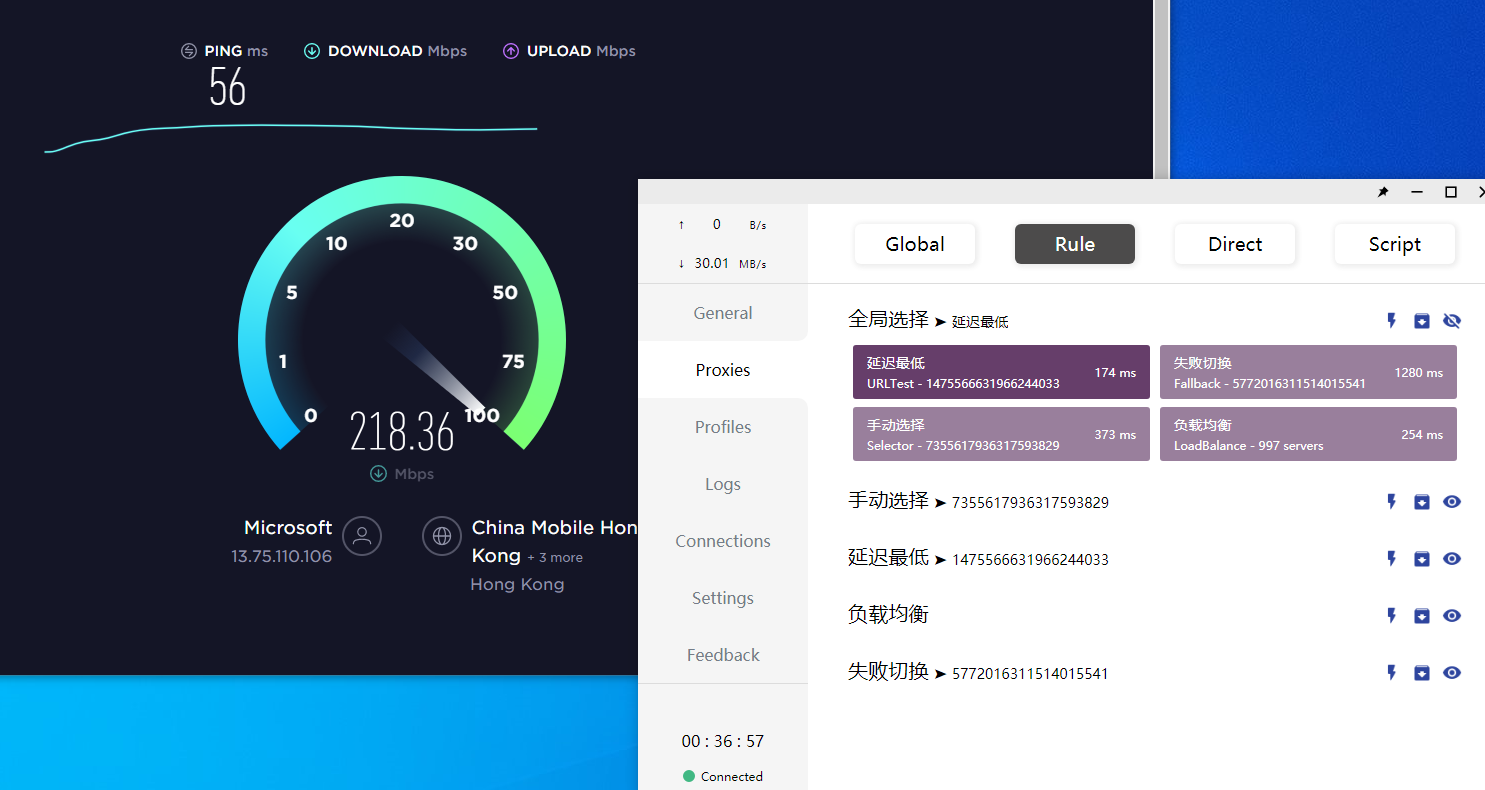 PING ms
DOWNLOAD Mbps
UPLOAD Mbps
56
0
1
5
10
20
30
50
75
100
218.36
Mbps
Microsoft
13.75.110.106
China Mobile Hon
Kong + 3 more
Hong Kong
↑ 0 B/s
↓ 30.01 MB/s
General
Proxies
Profiles
Logs
Connections
Settings
Feedback
00 : 36 : 57
Connected
Global
Rule
Direct
Script
全局选择 ➤ 延迟最低
延迟最低
URLTest - 1475566631966244033
174 ms
失败切换
Fallback - 5772016311514015541
1280 ms
手动选择
Selector - 7355617936317593829
373 ms
负载均衡
LoadBalance - 997 servers
254 ms
手动选择 ➤ 7355617936317593829
延迟最低 ➤ 1475566631966244033
负载均衡
失败切换 ➤ 5772016311514015541